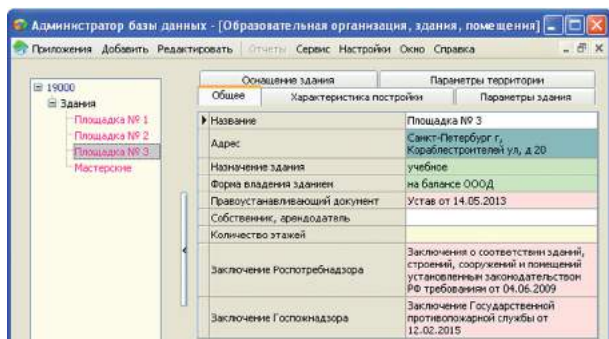 Администратор базы данных - [Образовательная организация, здания, помещения]
Приложения Добавить Редактировать Отчеты Сервис Настройки Окно Справка
19000
Здания
Площадка № 1
Площадка № 2
Площадка № 3
Мастерские
Оснащение здания Параметры территории
Общее Характеристика постройки Параметры здания
Название Площадка № 3
Адрес Санкт-Петербург г,
Кораблестроителей ул, д 20
Назначение здания учебное
Форма владения зданием на балансе ОООД
Правоустанавливающий документ Устав от 14.05.2013
Собственник, арендодатель
Количество этажей
Заключение Роспотребнадзора Заключения о соответствии зданий,
строений, сооружений и помещений
установленным законодательством
РФ требованиям от 04.06.2009
Заключение Госпожнадзора Заключение Государственной
противопожарной службы от
12.02.2015